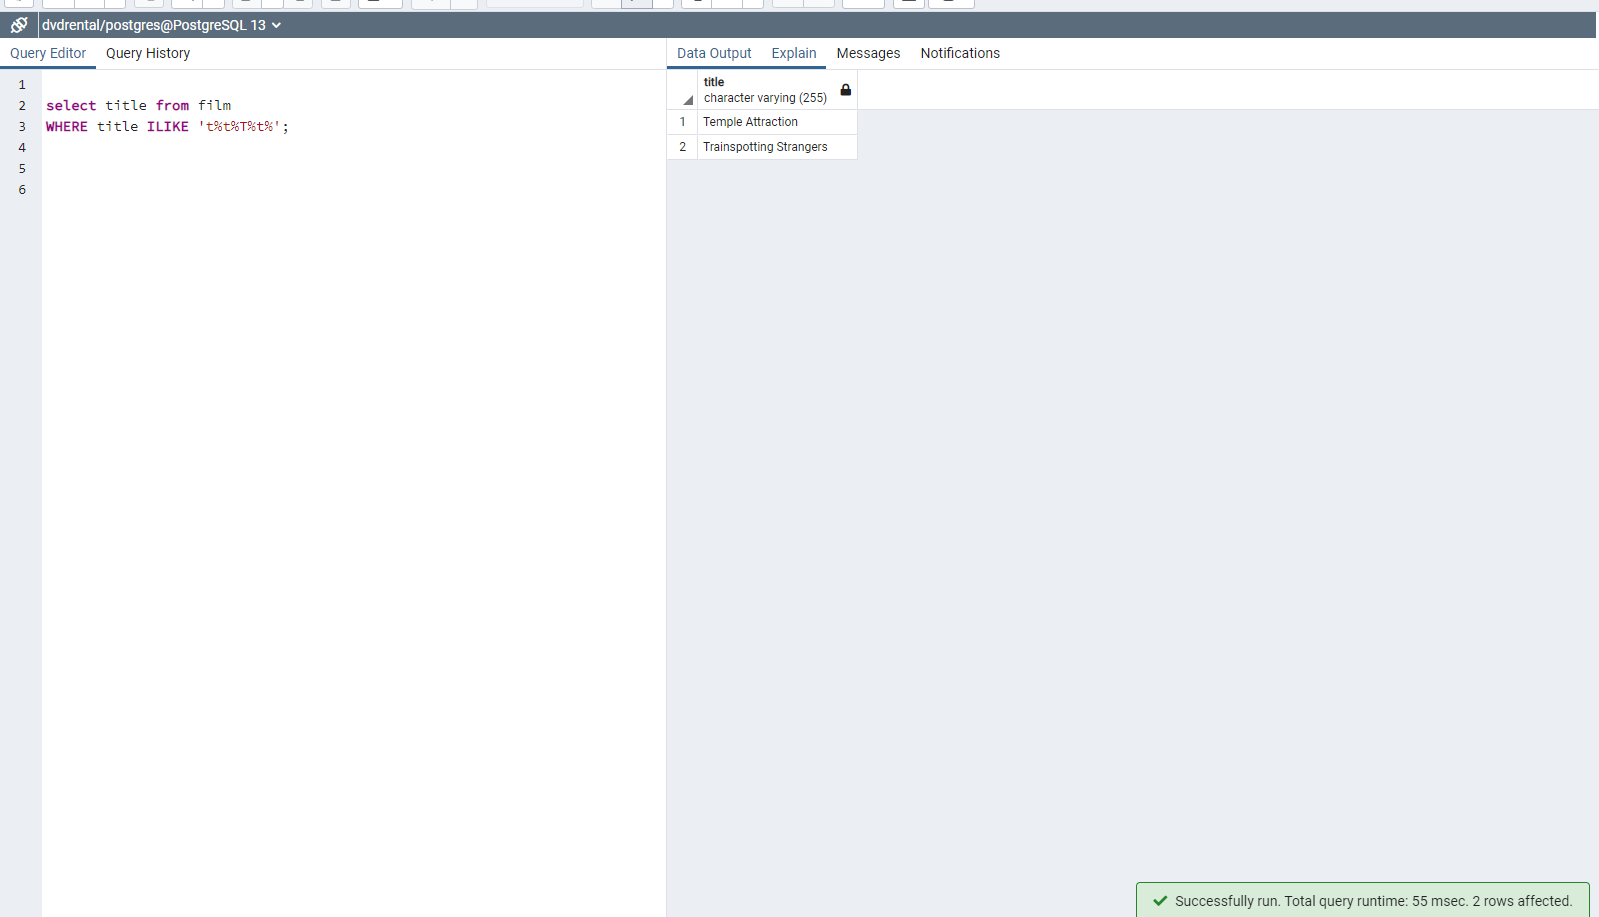 dvdrental/postgres@PostgreSQL 13
Query Editor Query History
1
2 select title from film
3 WHERE title ILIKE 't%t%T%t%';
4
5
6
Data Output Explain Messages Notifications
title
character varying (255)
1 Temple Attraction
2 Trainspotting Strangers
Successfully run. Total query runtime: 55 msec. 2 rows affected.